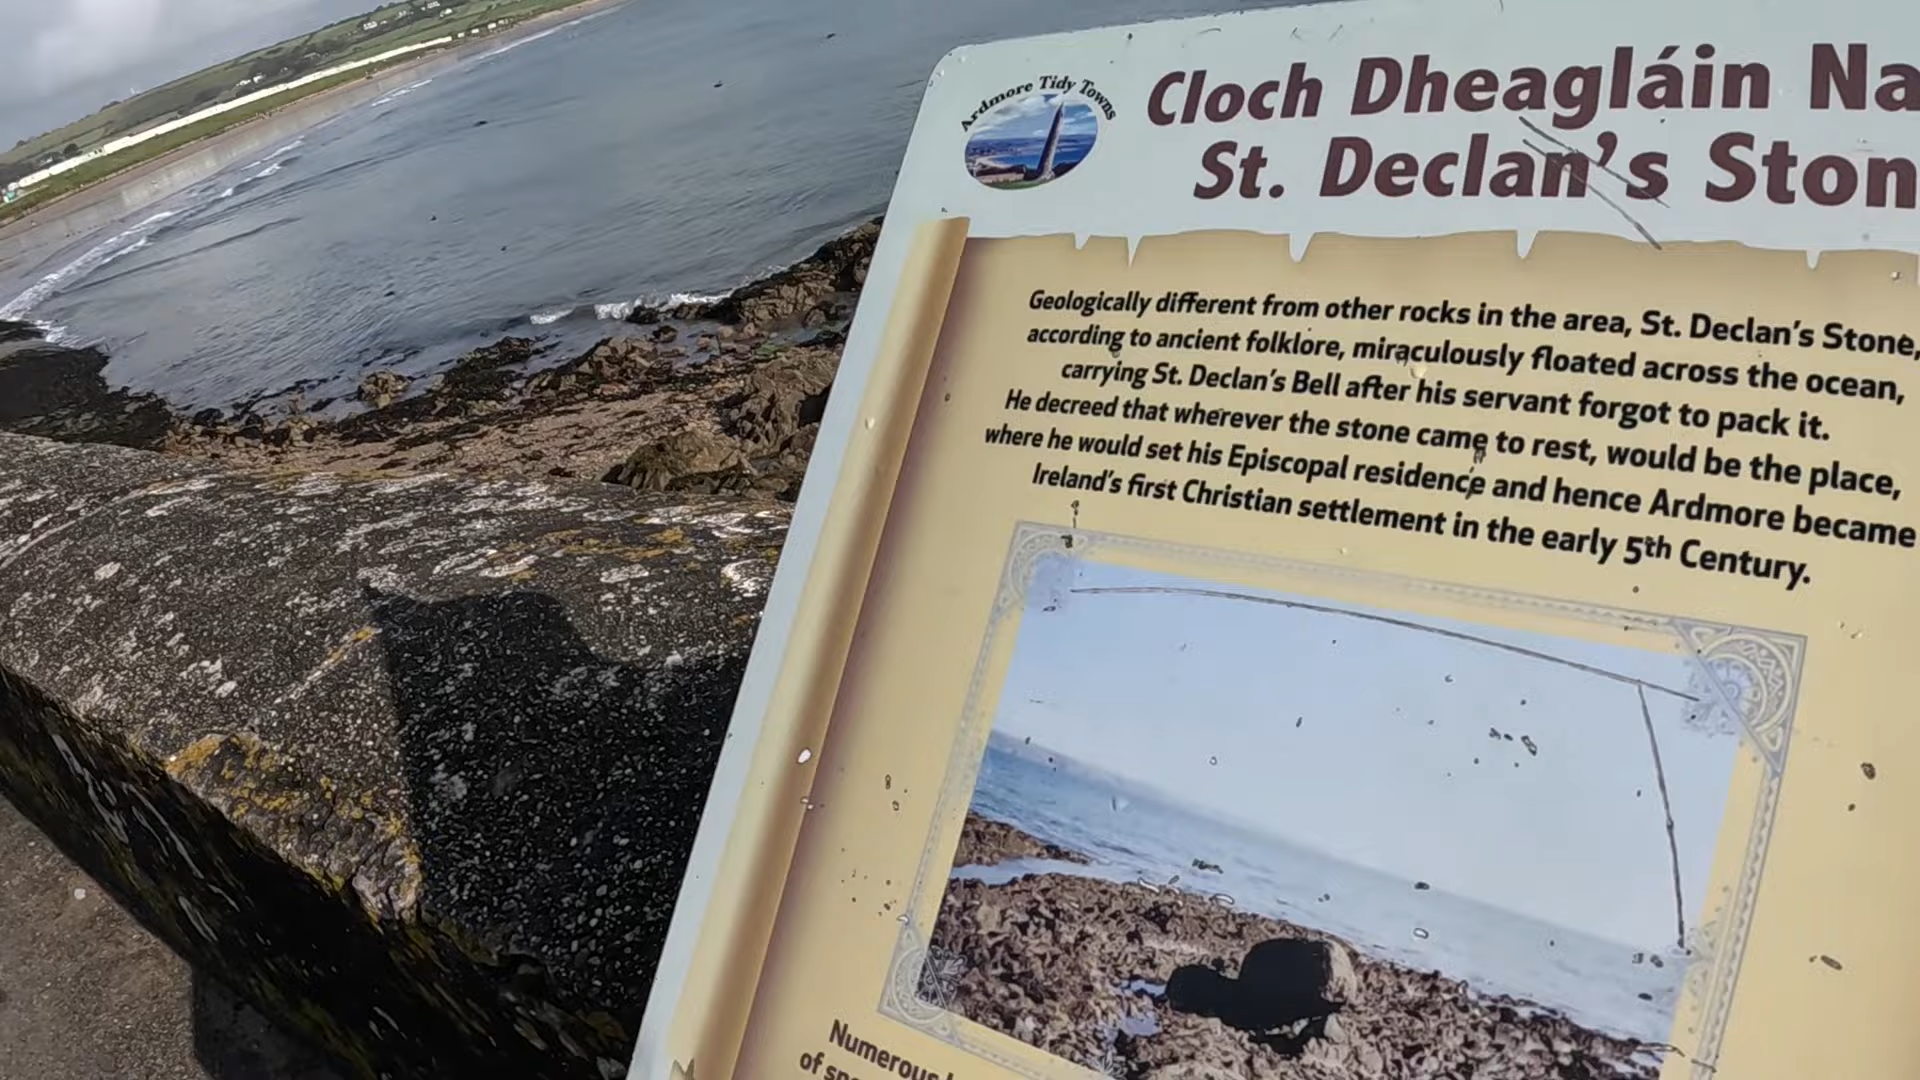 Ardmore Tidy Towns
Cloch Dheagláin Na
St. Declan's Ston
Geologically different from other rocks in the area, St. Declan's Stone,
according to ancient folklore, miraculously floated across the ocean,
carrying St. Declan's Bell after his servant forgot to pack it.
He decreed that wherever the stone came to rest, would be the place,
where he would set his Episcopal residence and hence Ardmore became
Ireland's first Christian settlement in the early 5th Century.
Numerous
of